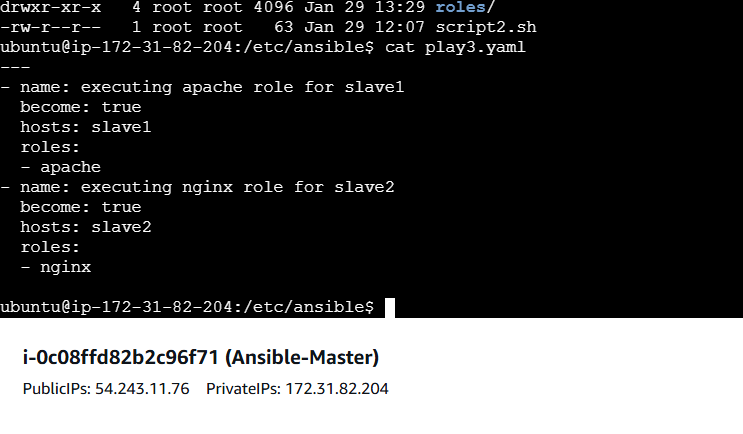 drwxr-xr-x   4 root root 4096 Jan 29 13:29 roles/
-rw-r--r--   1 root root   63 Jan 29 12:07 script2.sh
ubuntu@ip-172-31-82-204:/etc/ansible$ cat play3.yaml
---
- name: executing apache role for slave1
  become: true
  hosts: slave1
  roles:
  - apache
- name: executing nginx role for slave2
  become: true
  hosts: slave2
  roles:
  - nginx

ubuntu@ip-172-31-82-204:/etc/ansible$
i-0c08ffd82b2c96f71 (Ansible-Master)
PublicIPs: 54.243.11.76    PrivateIPs: 172.31.82.204